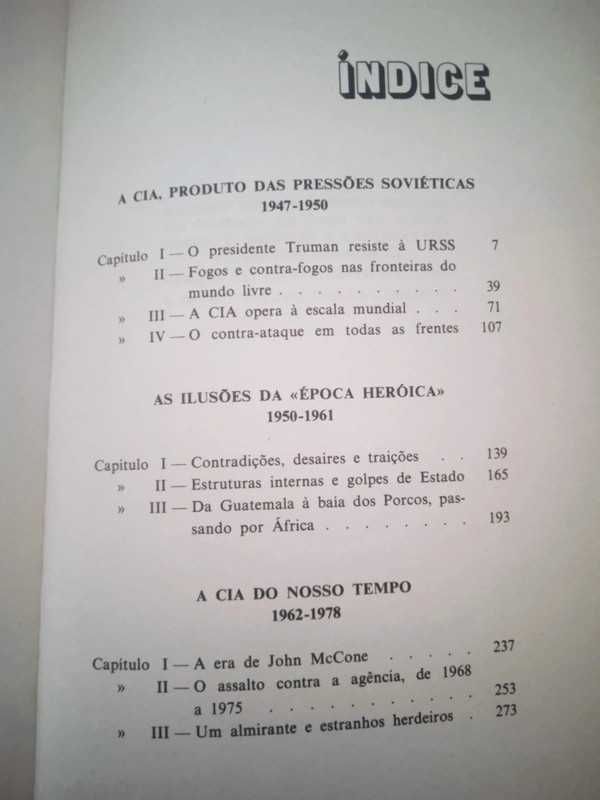 ÍNDICE
A CIA, PRODUTO DAS PRESSÕES SOVIÉTICAS
1947-1950
Capítulo I — O presidente Truman resiste à URSS 7
» II — Fogos e contra-fogos nas fronteiras do
mundo livre . . . . . . . . . . 39
» III — A CIA opera à escala mundial . . . 71
» IV — O contra-ataque em todas as frentes 107
AS ILUSÕES DA «ÉPOCA HERÓICA»
1950-1961
Capítulo I — Contradições, desaires e traições . . 139
» II — Estruturas internas e golpes de Estado 165
» III — Da Guatemala à baía dos Porcos, pas-
sando por África . . . . . . . . 193
A CIA DO NOSSO TEMPO
1962-1978
Capítulo I — A era de John McCone . . . . . 237
» II — O assalto contra a agência, de 1968
a 1975 . . . . . . . . . . . 253
» III — Um almirante e estranhos herdeiros . 273